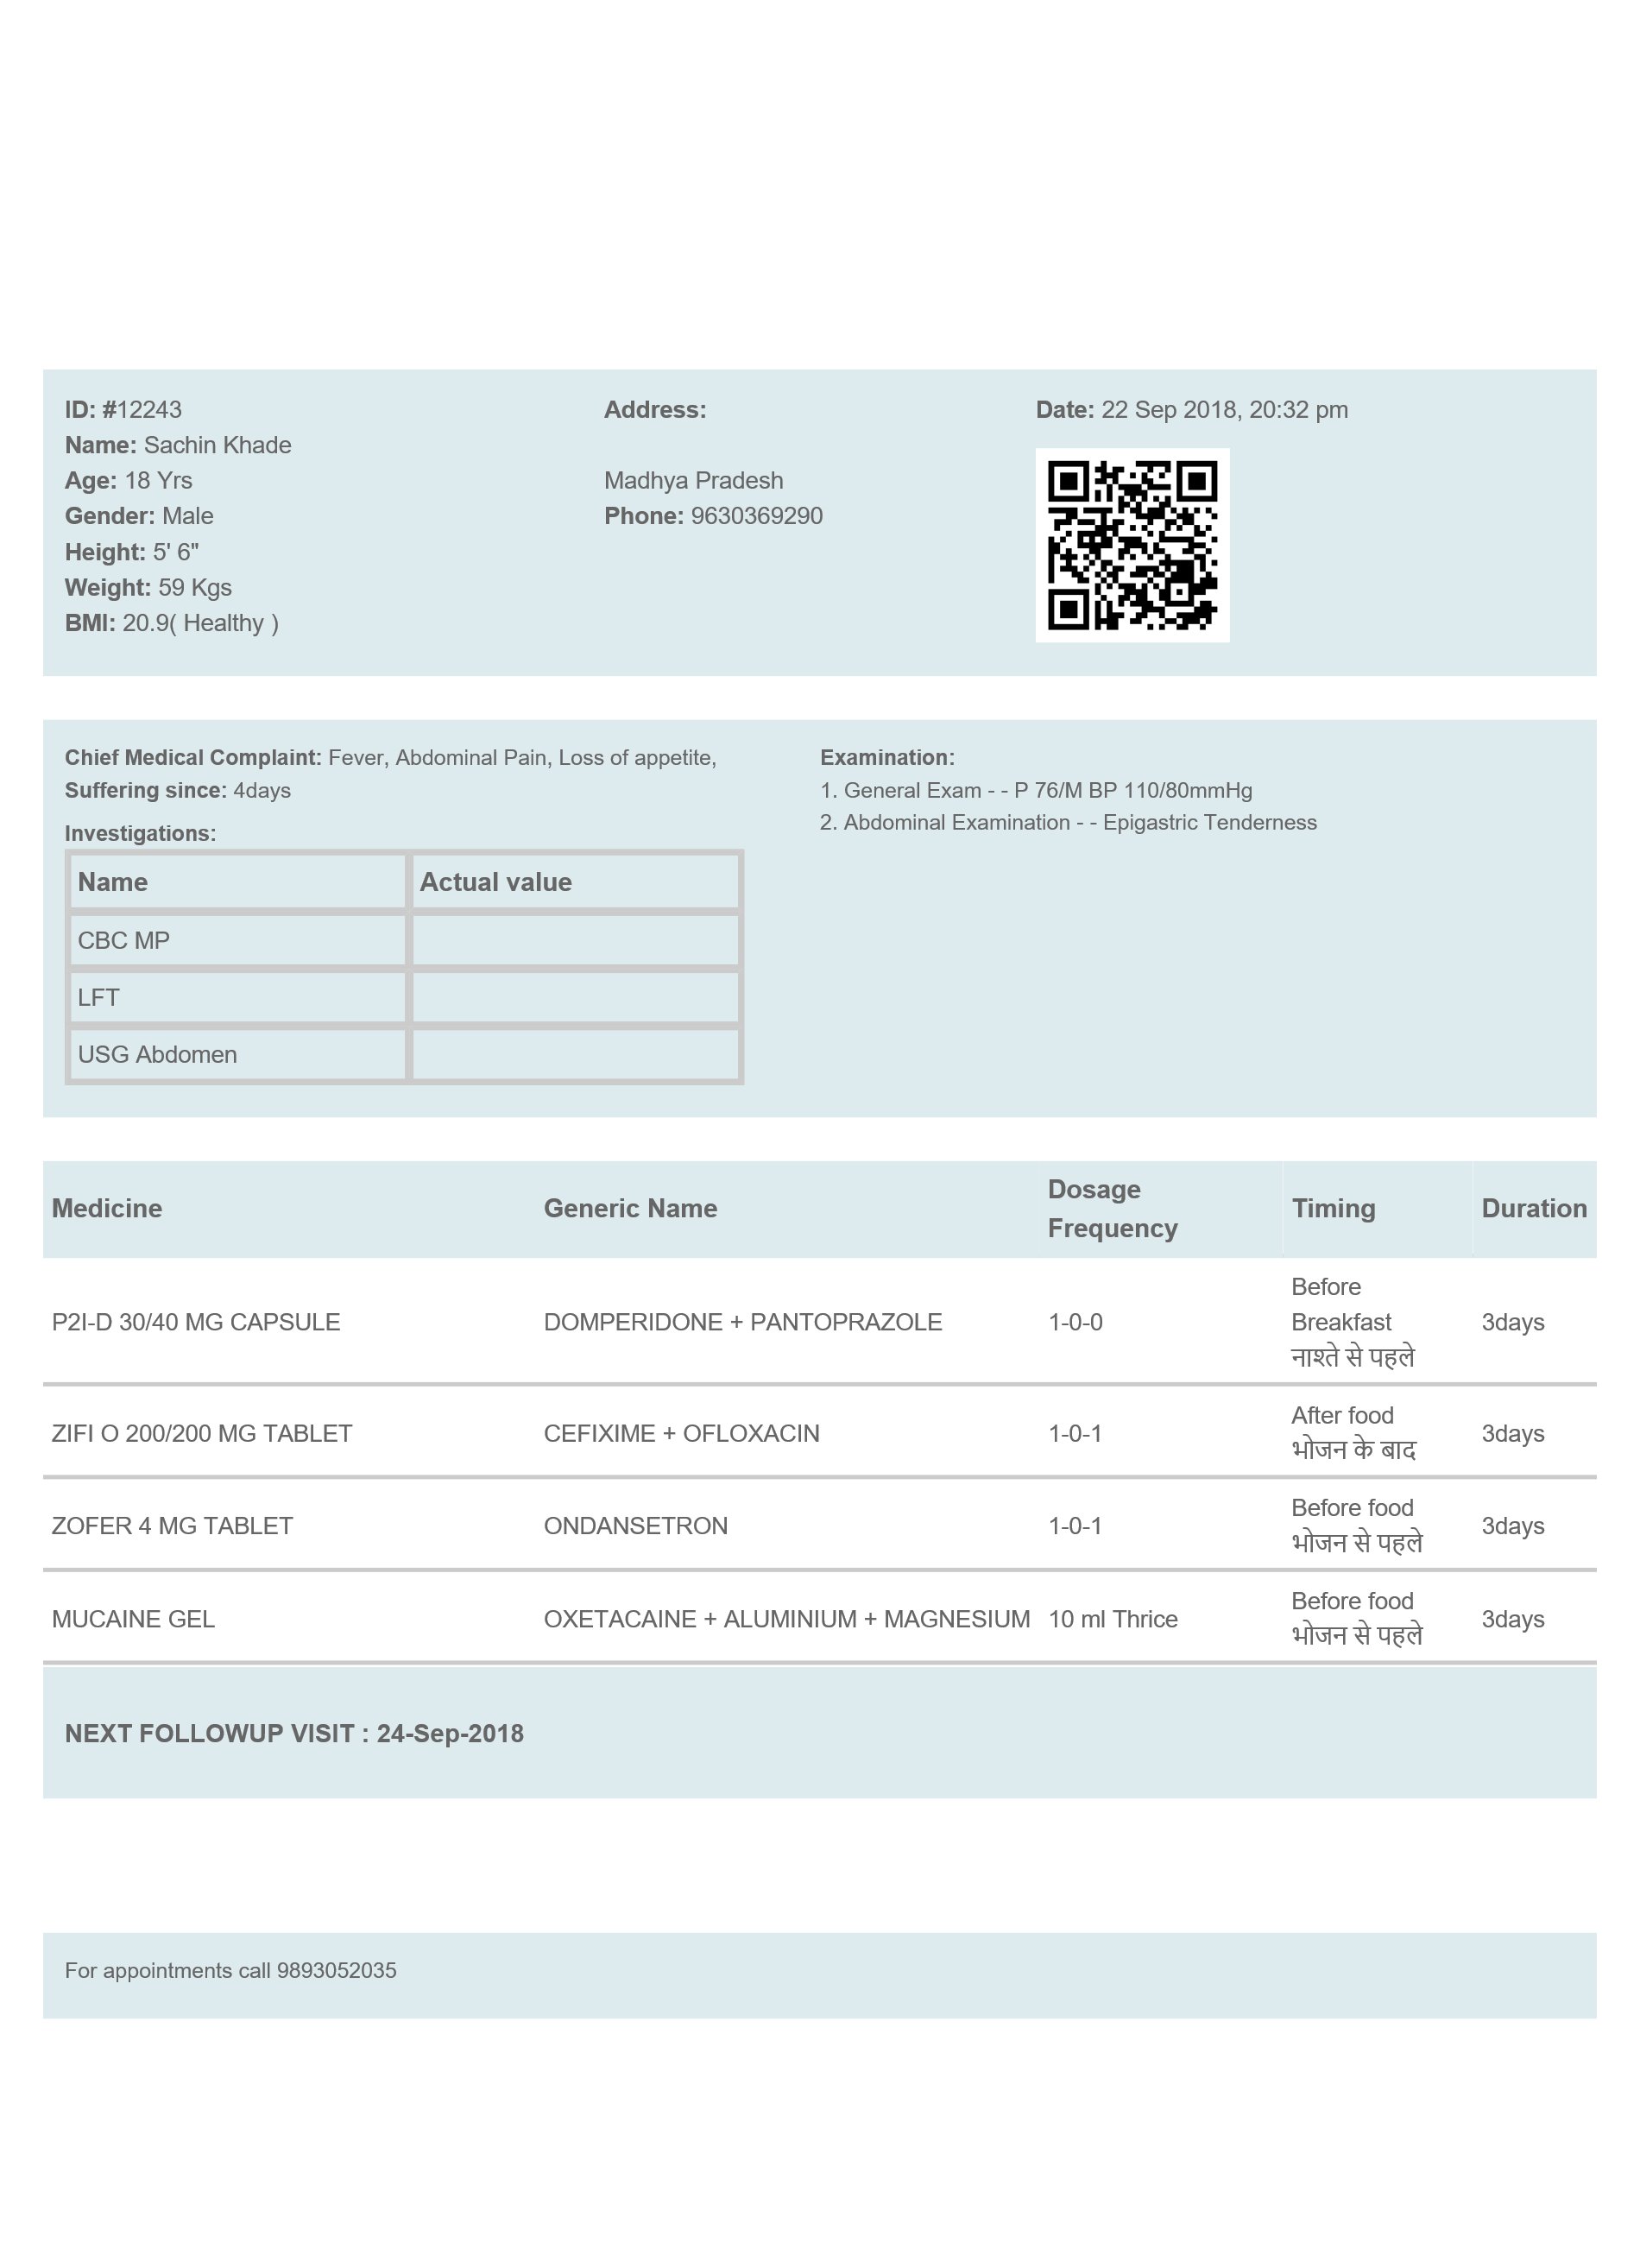 ID: #12243
Name: Sachin Khade
Age: 18 Yrs
Gender: Male
Height: 5' 6"
Weight: 59 Kgs
BMI: 20.9( Healthy )
Address:
Madhya Pradesh
Phone: 9630369290
Date: 22 Sep 2018, 20:32 pm
Chief Medical Complaint: Fever, Abdominal Pain, Loss of appetite,
Suffering since: 4days
Investigations:
Name Actual value
CBC MP
LFT
USG Abdomen
Examination:
1. General Exam - - P 76/M BP 110/80mmHg
2. Abdominal Examination - - Epigastric Tenderness
Medicine Generic Name Dosage Frequency Timing Duration
P2I-D 30/40 MG CAPSULE DOMPERIDONE + PANTOPRAZOLE 1-0-0 Before Breakfast नाश्ते से पहले 3days
ZIFI O 200/200 MG TABLET CEFIXIME + OFLOXACIN 1-0-1 After food भोजन के बाद 3days
ZOFER 4 MG TABLET ONDANSETRON 1-0-1 Before food भोजन से पहले 3days
MUCAINE GEL OXETACAINE + ALUMINIUM + MAGNESIUM 10 ml Thrice Before food भोजन से पहले 3days
NEXT FOLLOWUP VISIT : 24-Sep-2018
For appointments call 9893052035